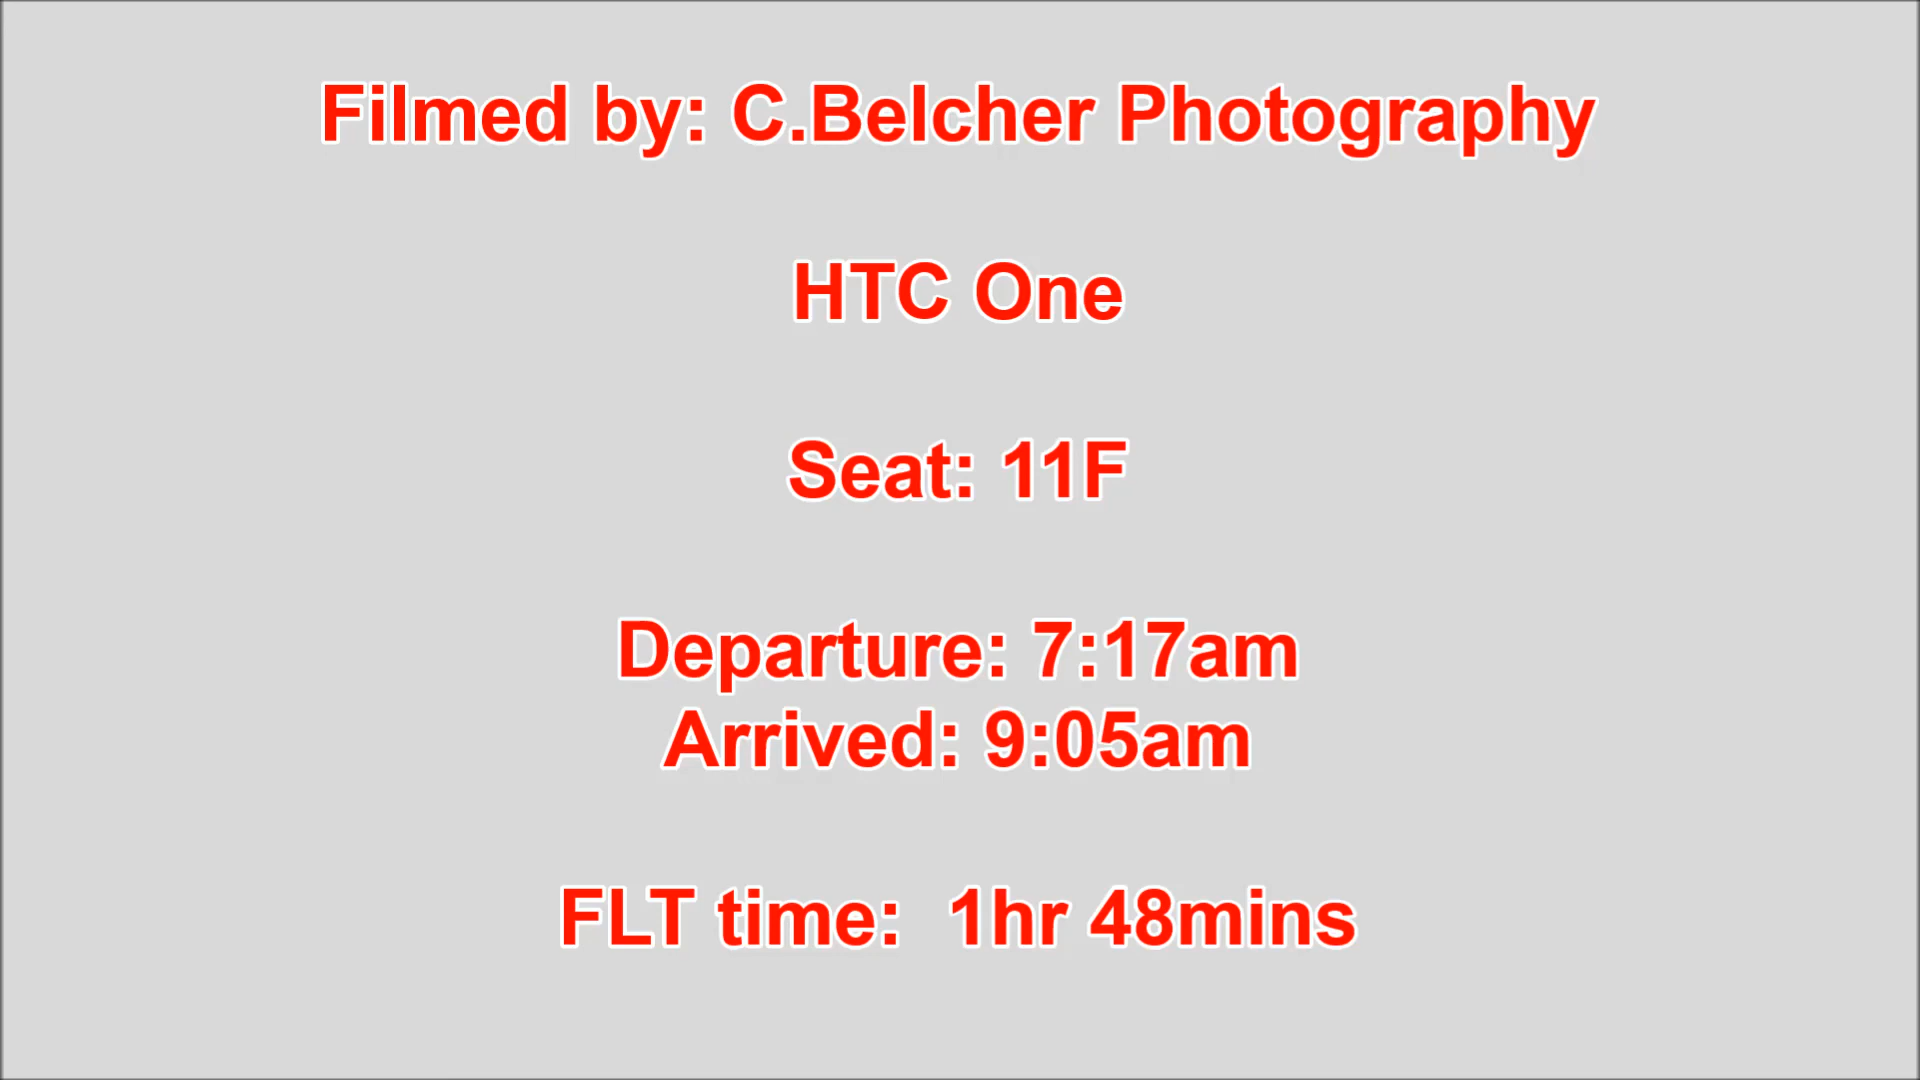 Filmed by: C.Belcher Photography
HTC One
Seat: 11F
Departure: 7:17am
Arrived: 9:05am
FLT time:  1hr 48mins